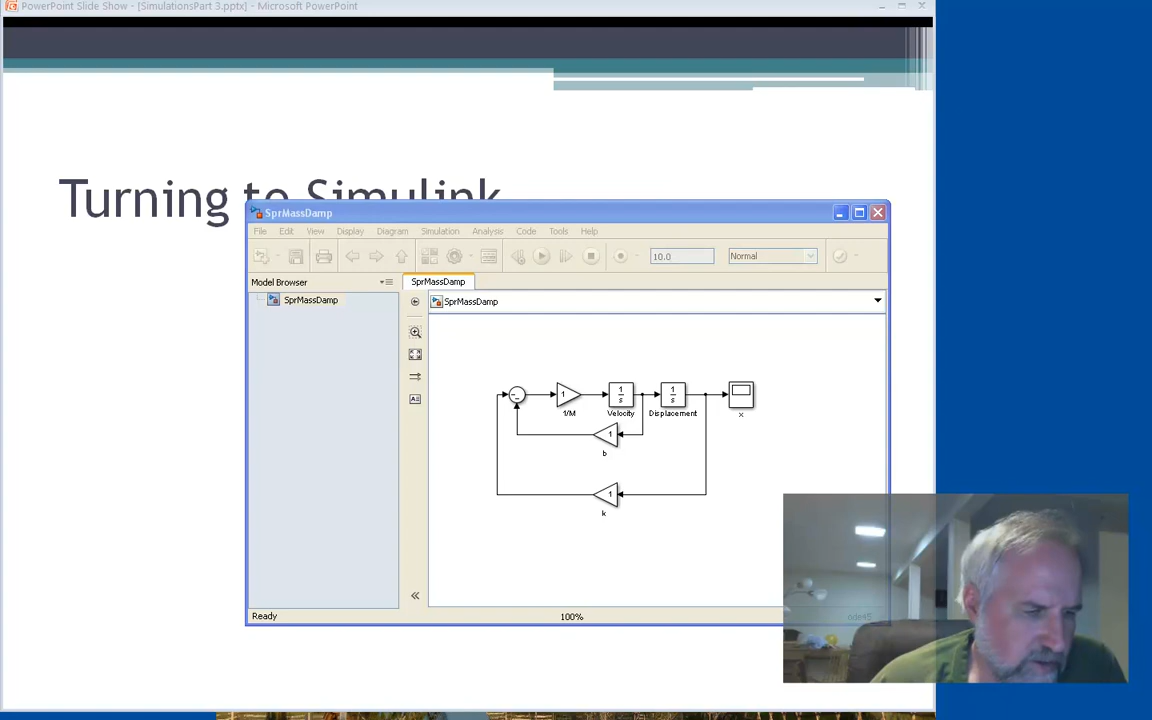 PowerPoint Slide Show - [SimulationsPart 3.pptx] - Microsoft PowerPoint
Turning to Simulink
SprMassDamp
File Edit View Display Diagram Simulation Analysis Code Tools Help
10.0 Normal
Model Browser SprMassDamp
SprMassDamp SprMassDamp
1 1/s 1/s
1/M Velocity Displacement x
1
b
1
k
Ready 100% ode45